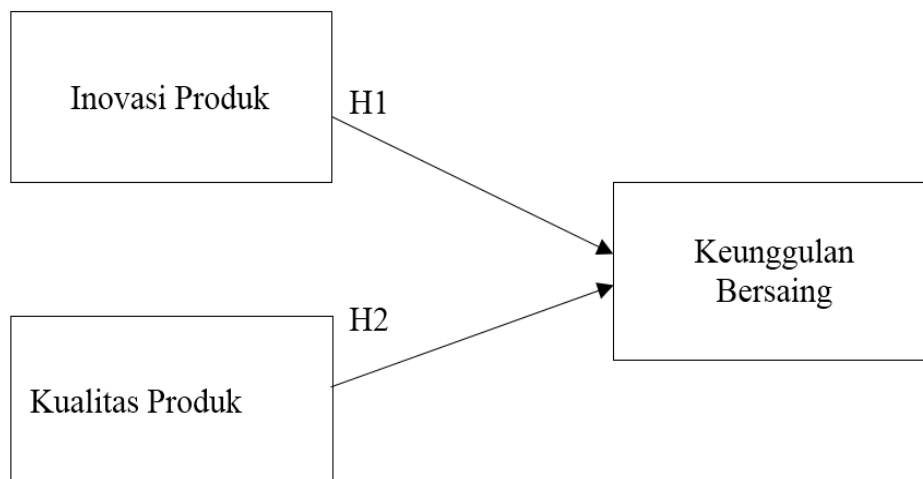 Inovasi Produk
H1
Keunggulan
Bersaing
H2
Kualitas Produk